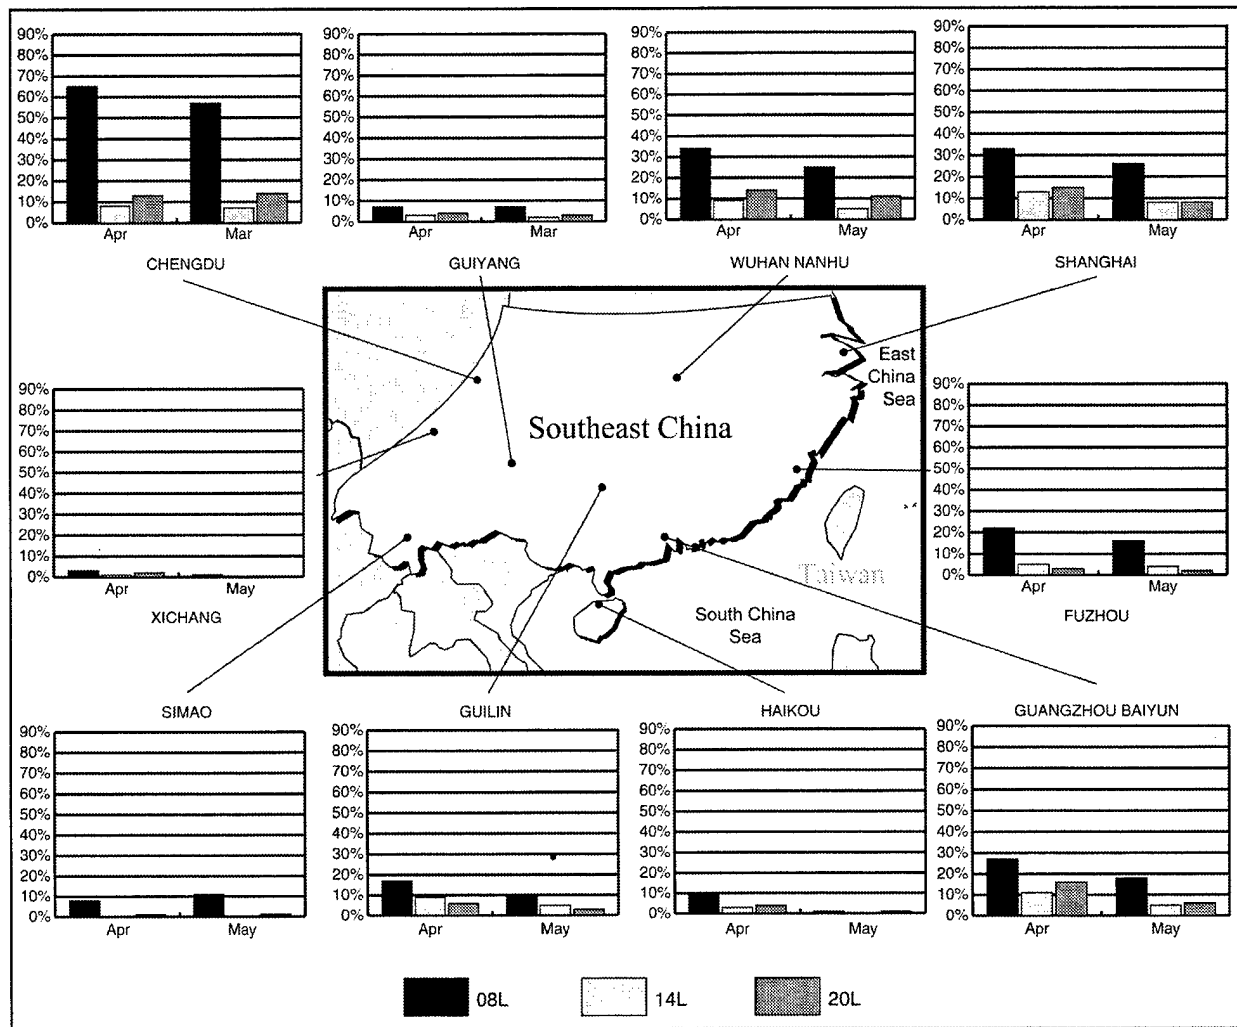 90%
80%
70%
60%
50%
40%
30%
20%
10%
0%
Apr
Mar
CHENGDU
90%
80%
70%
60%
50%
40%
30%
20%
10%
0%
Apr
Mar
GUIYANG
90%
80%
70%
60%
50%
40%
30%
20%
10%
0%
Apr
May
WUHAN NANHU
90%
80%
70%
60%
50%
40%
30%
20%
10%
0%
Apr
May
SHANGHAI
90%
80%
70%
60%
50%
40%
30%
20%
10%
0%
Apr
May
XICHANG
East
China
Sea
Southeast China
Taiwan
South China
Sea
90%
80%
70%
60%
50%
40%
30%
20%
10%
0%
Apr
May
FUZHOU
SIMAO
90%
80%
70%
60%
50%
40%
30%
20%
10%
0%
Apr
May
GUILIN
90%
80%
70%
60%
50%
40%
30%
20%
10%
0%
Apr
May
HAIKOU
90%
80%
70%
60%
50%
40%
30%
20%
10%
0%
Apr
May
GUANGZHOU BAIYUN
90%
80%
70%
60%
50%
40%
30%
20%
10%
0%
Apr
May
08L
14L
20L